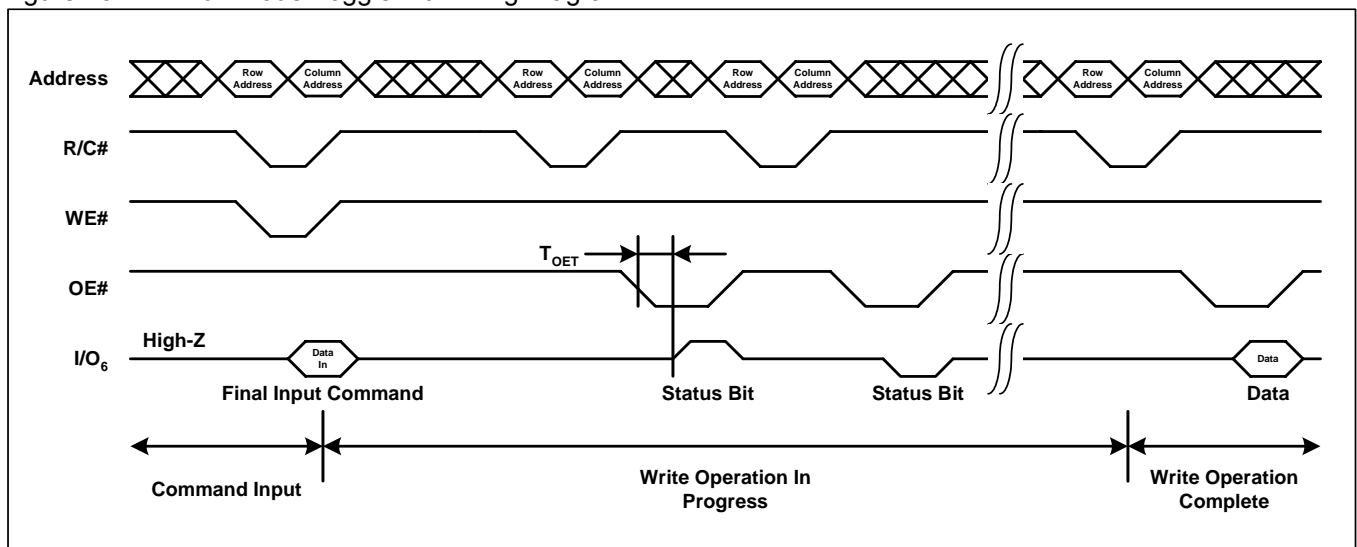 Address
Row
Address
Column
Address
Row
Address
Column
Address
Row
Address
Column
Address
Row
Address
Column
Address
R/C#
WE#
TOET
OE#
High-Z
I/O6
Data
In
Data
Final Input Command
Status Bit
Status Bit
Data
Command Input
Write Operation In
Progress
Write Operation
Complete